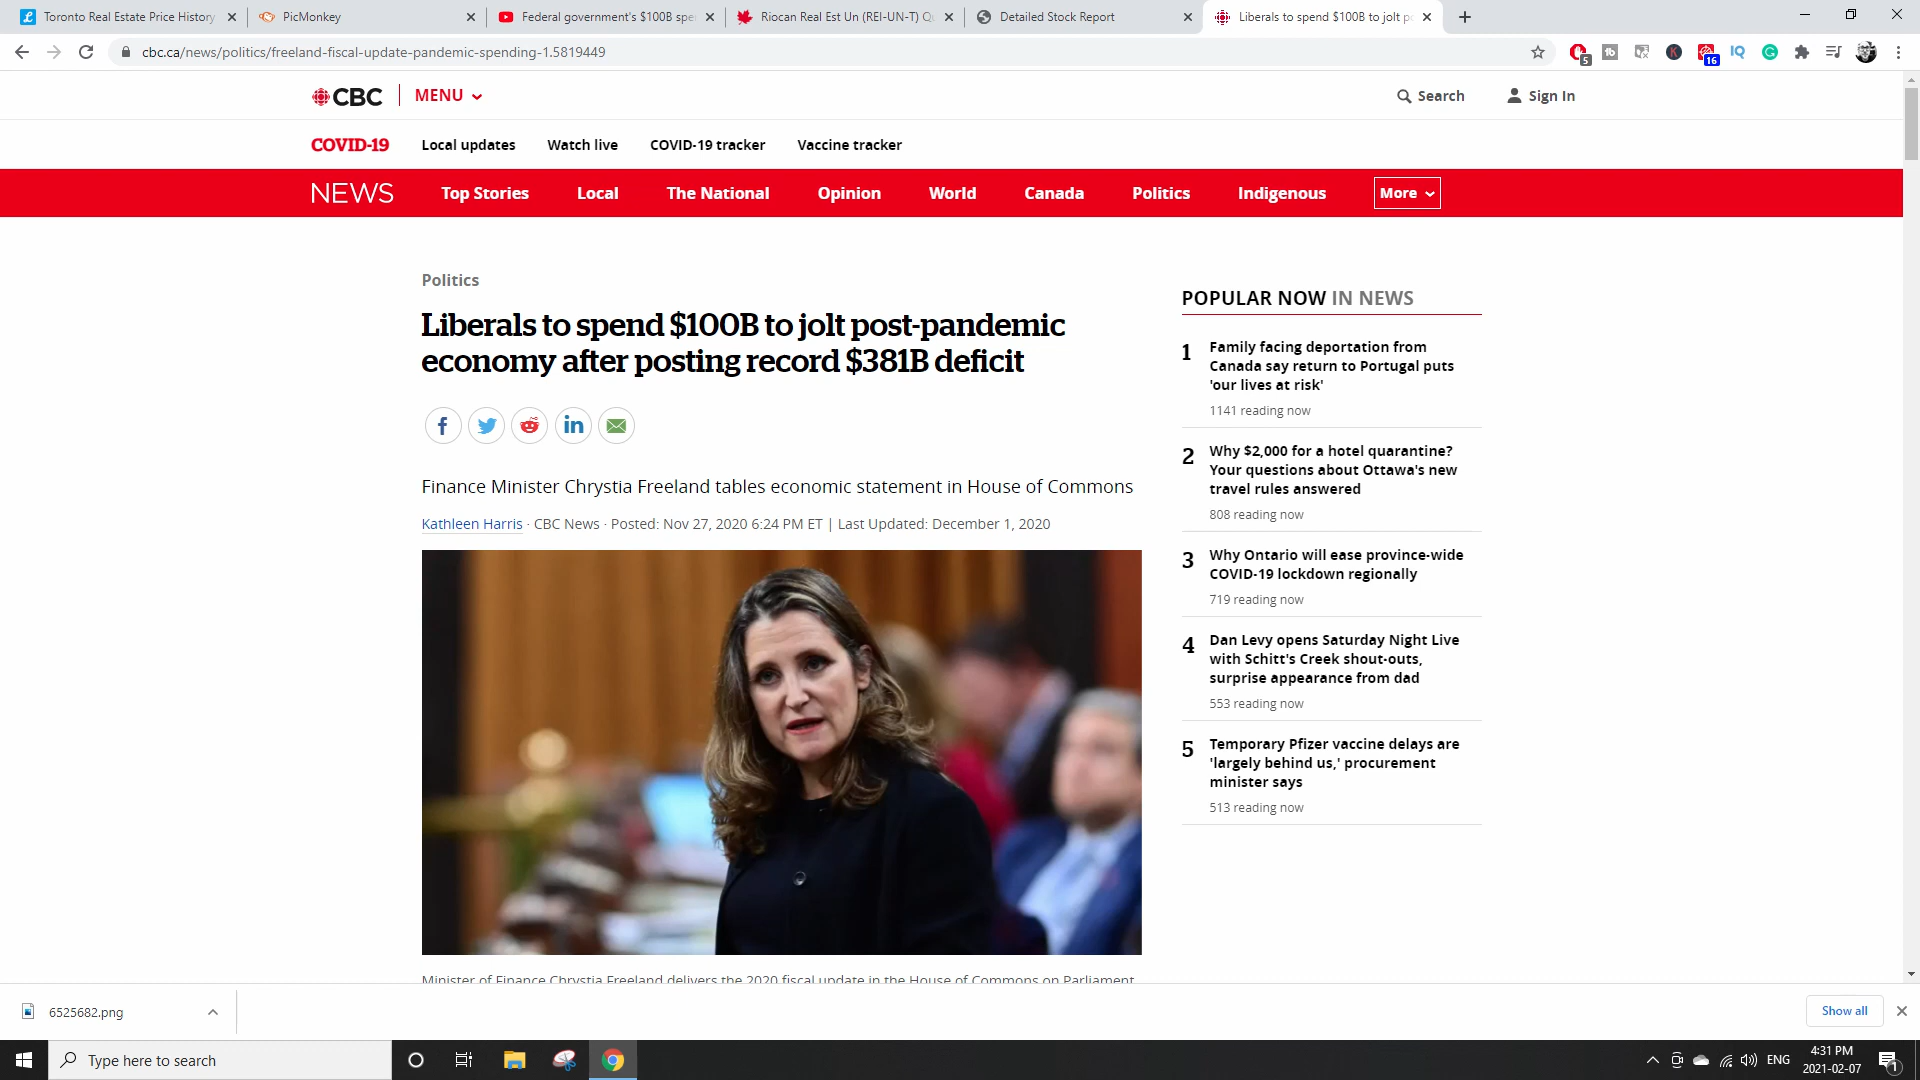 Toronto Real Estate Price History
PicMonkey
Federal government's $100B spe
Riocan Real Est Un (REI-UN-T) Q
Detailed Stock Report
Liberals to spend $100B to jolt p
cbc.ca/news/politics/freeland-fiscal-update-pandemic-spending-1.5819449
5
tb
K
16
IQ
G
CBC
MENU
Search
Sign In
COVID-19
Local updates
Watch live
COVID-19 tracker
Vaccine tracker
NEWS
Top Stories
Local
The National
Opinion
World
Canada
Politics
Indigenous
More
Politics
Liberals to spend $100B to jolt post-pandemic
economy after posting record $381B deficit
f
in
Finance Minister Chrystia Freeland tables economic statement in House of Commons
Kathleen Harris · CBC News · Posted: Nov 27, 2020 6:24 PM ET | Last Updated: December 1, 2020
Minister of Finance Chrystia Freeland delivers the 2020 fiscal update in the House of Commons on Parliament
POPULAR NOW IN NEWS
1
Family facing deportation from
Canada say return to Portugal puts
'our lives at risk'
1141 reading now
2
Why $2,000 for a hotel quarantine?
Your questions about Ottawa's new
travel rules answered
808 reading now
3
Why Ontario will ease province-wide
COVID-19 lockdown regionally
719 reading now
4
Dan Levy opens Saturday Night Live
with Schitt's Creek shout-outs,
surprise appearance from dad
553 reading now
5
Temporary Pfizer vaccine delays are
'largely behind us,' procurement
minister says
513 reading now
6525682.png
Show all
Type here to search
ENG
4:31 PM
2021-02-07
1